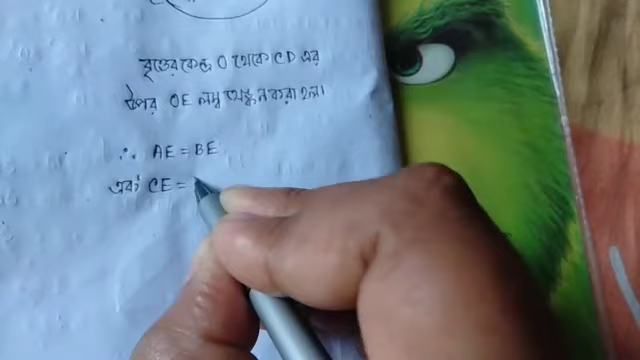 বৃত্তের কেন্দ্র O থেকে CD এর
উপর OE লম্ব অঙ্কন করা হল।
∴ AE = BE
এবং CE =